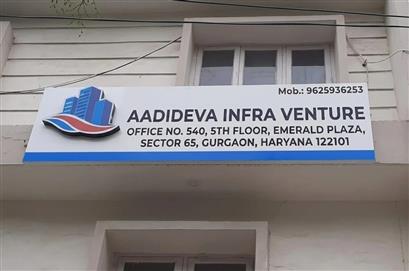 Mob.: 9625936253
AADIDEVA INFRA VENTURE
OFFICE NO. 540, 5TH FLOOR, EMERALD PLAZA,
SECTOR 65, GURGAON, HARYANA 122101